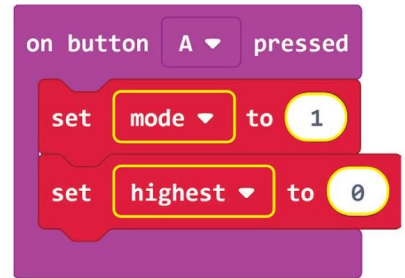 on button A pressed
set mode to 1
set highest to 0